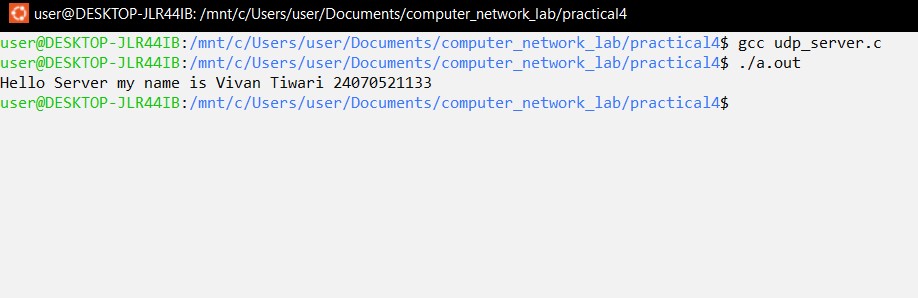 user@DESKTOP-JLR44IB: /mnt/c/Users/user/Documents/computer_network_lab/practical4
user@DESKTOP-JLR44IB:/mnt/c/Users/user/Documents/computer_network_lab/practical4$ gcc udp_server.c
user@DESKTOP-JLR44IB:/mnt/c/Users/user/Documents/computer_network_lab/practical4$ ./a.out
Hello Server my name is Vivan Tiwari 24070521133
user@DESKTOP-JLR44IB:/mnt/c/Users/user/Documents/computer_network_lab/practical4$